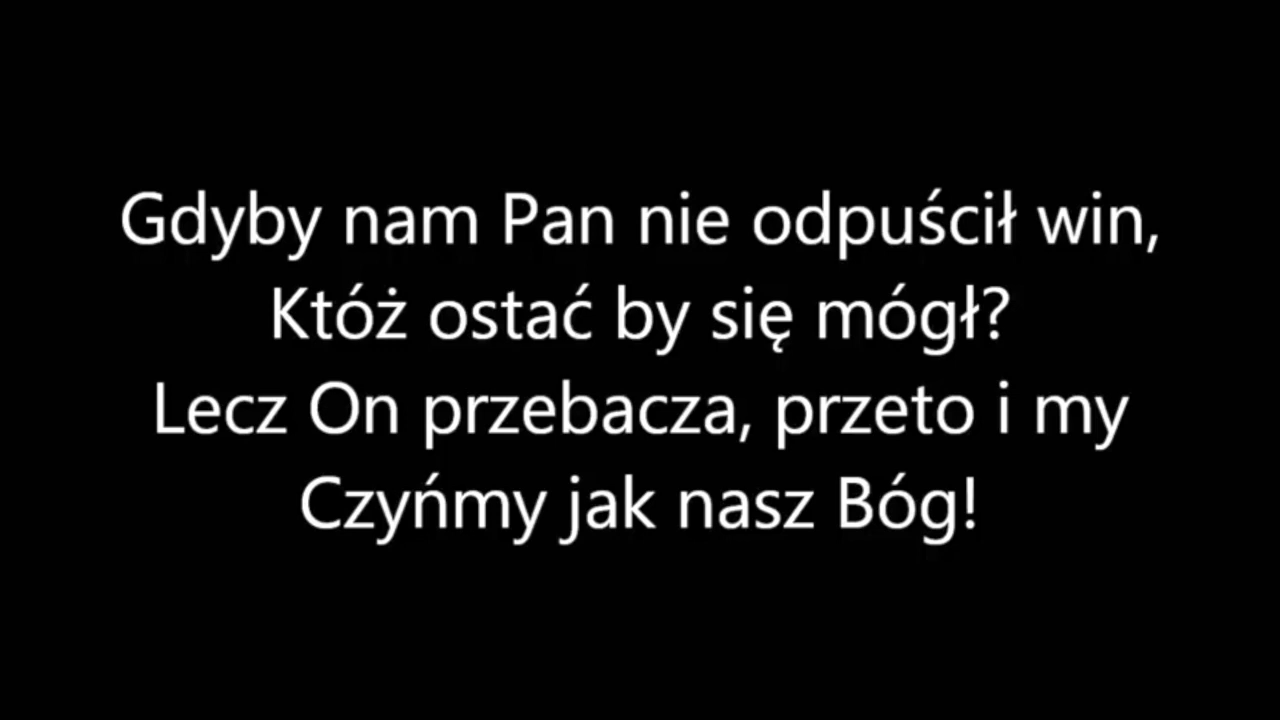 Gdyby nam Pan nie odpuścił win,
Któż ostać by się mógł?
Lecz On przebacza, przeto i my
Czyńmy jak nasz Bóg!